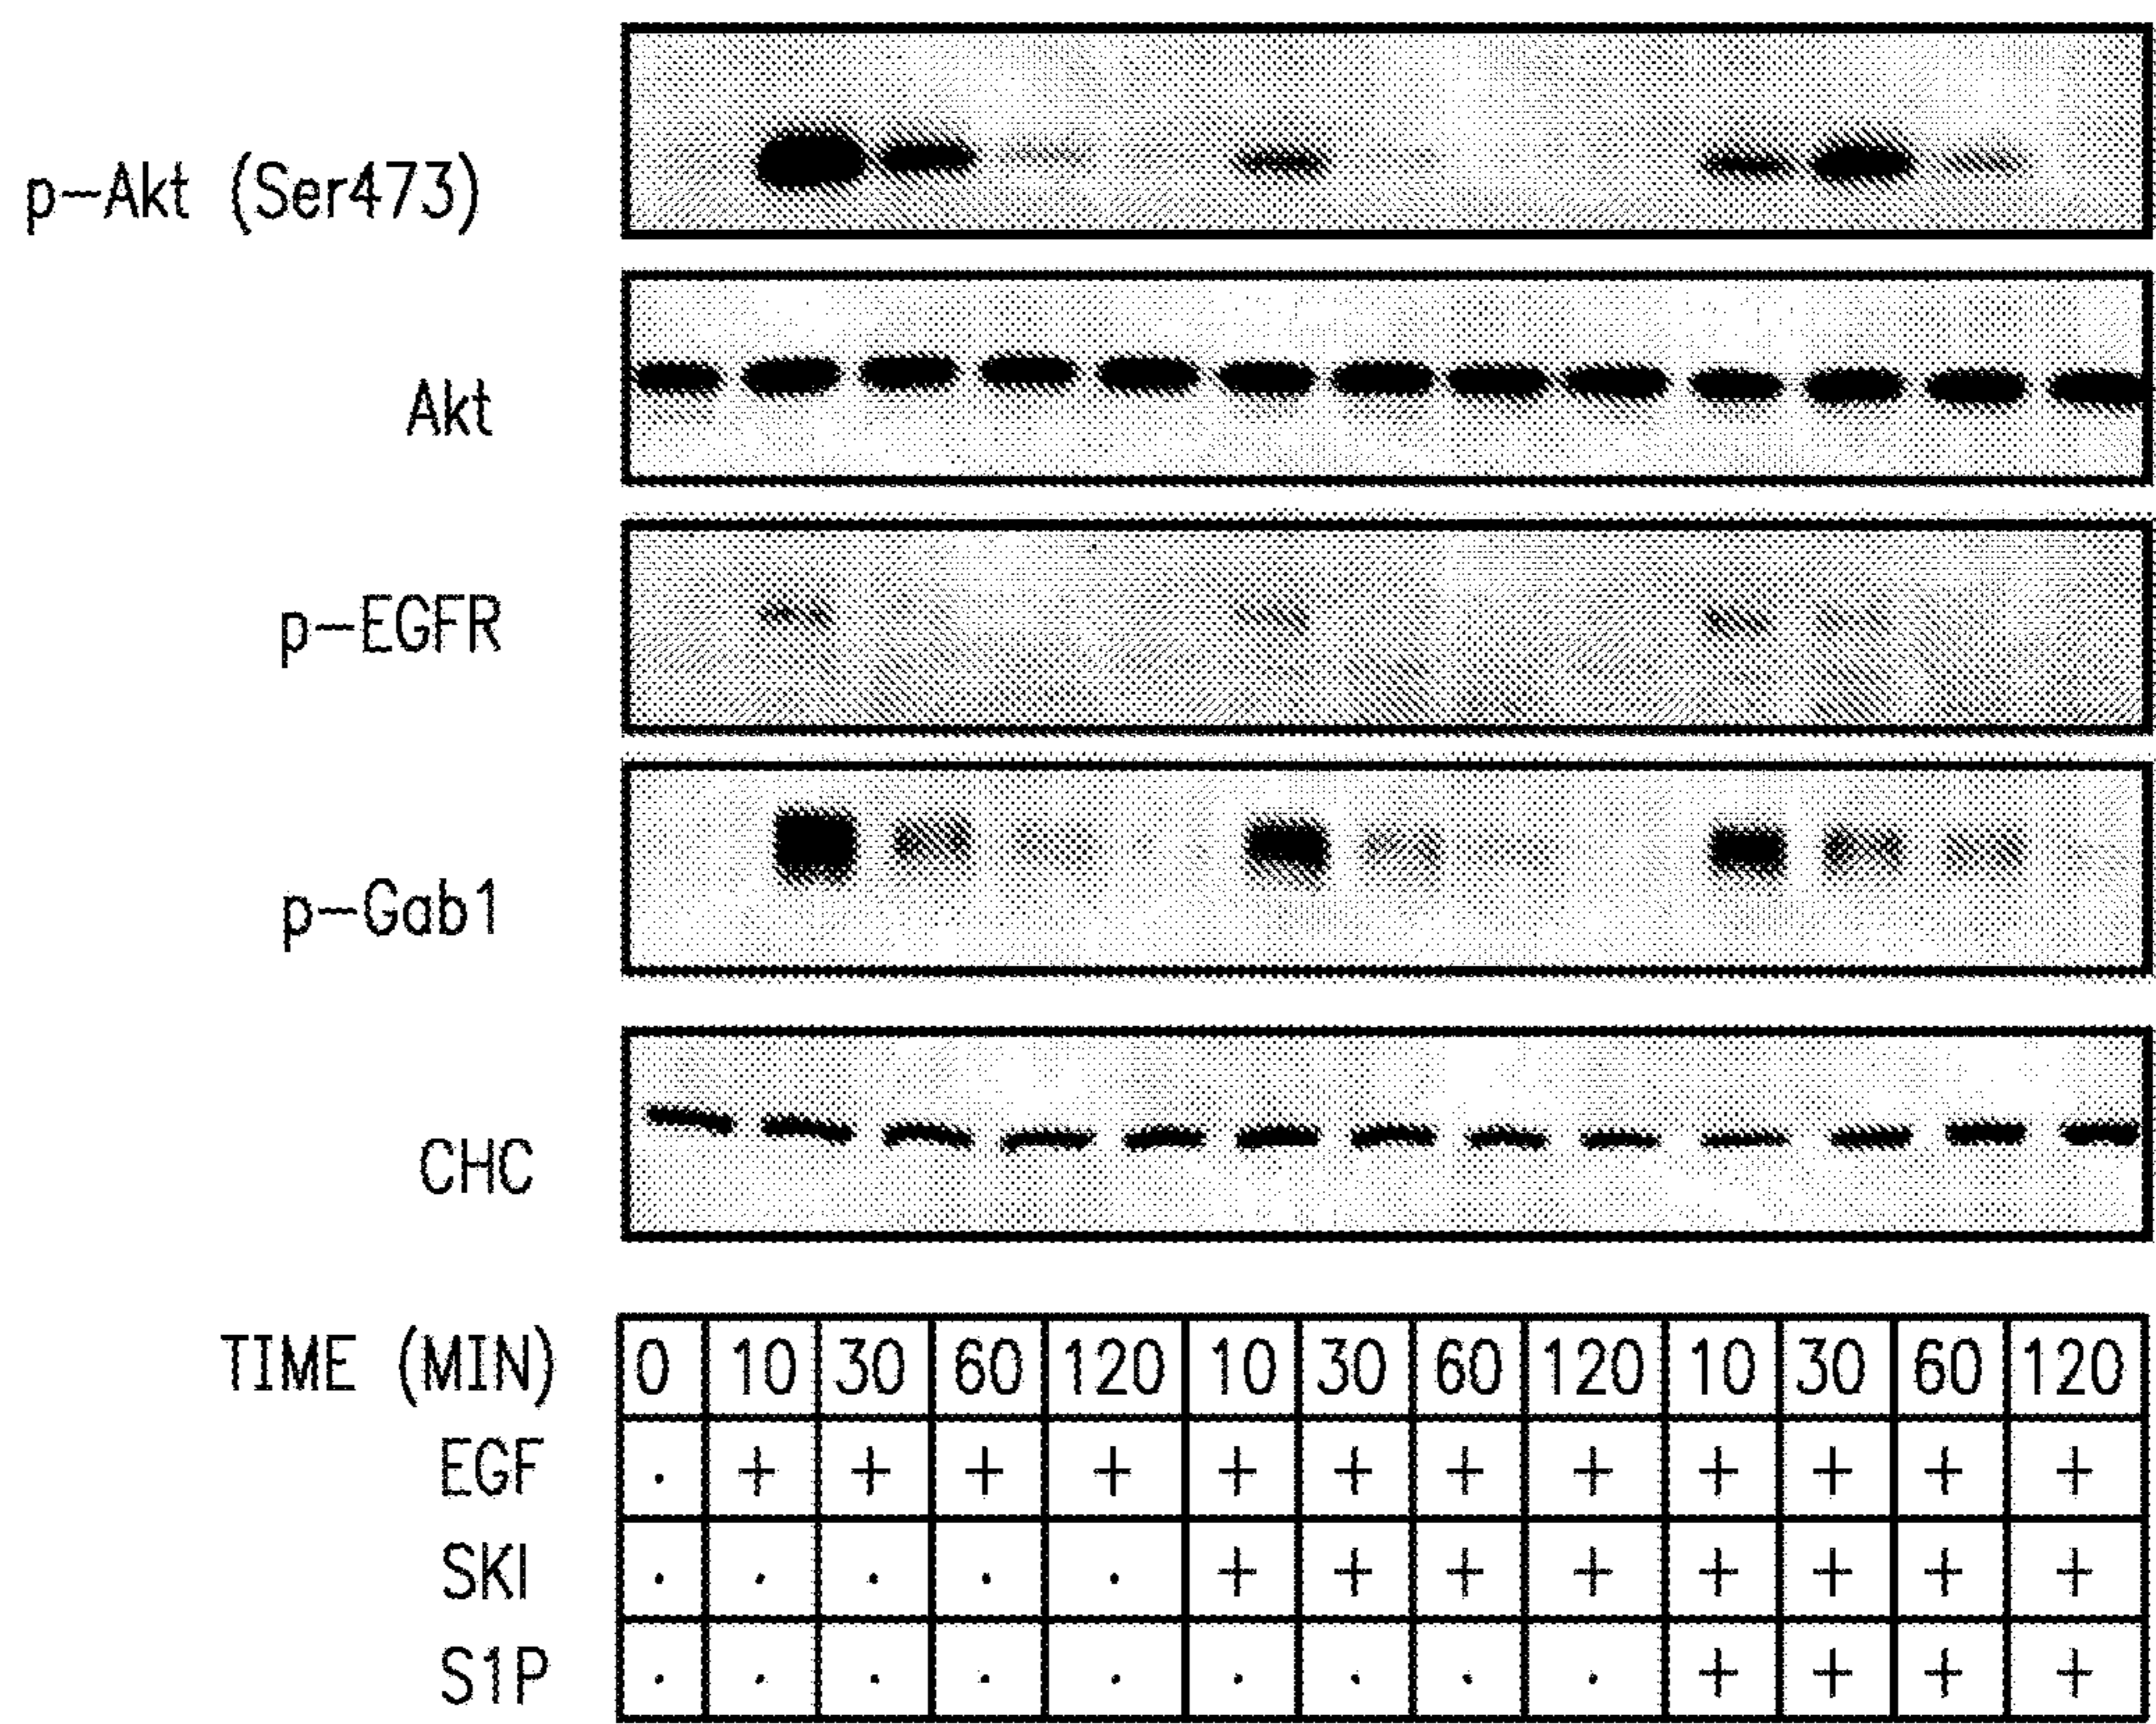 p-Akt (Ser473)
Akt
p-EGFR
p-Gab1
CHC
TIME (MIN) 0 10 30 60 120 10 30 60 120 10 30 60 120
EGF . + + + + + + + + + + + +
SKI . . . . . + + + + + + + +
S1P . . . . . . . . . + + + +